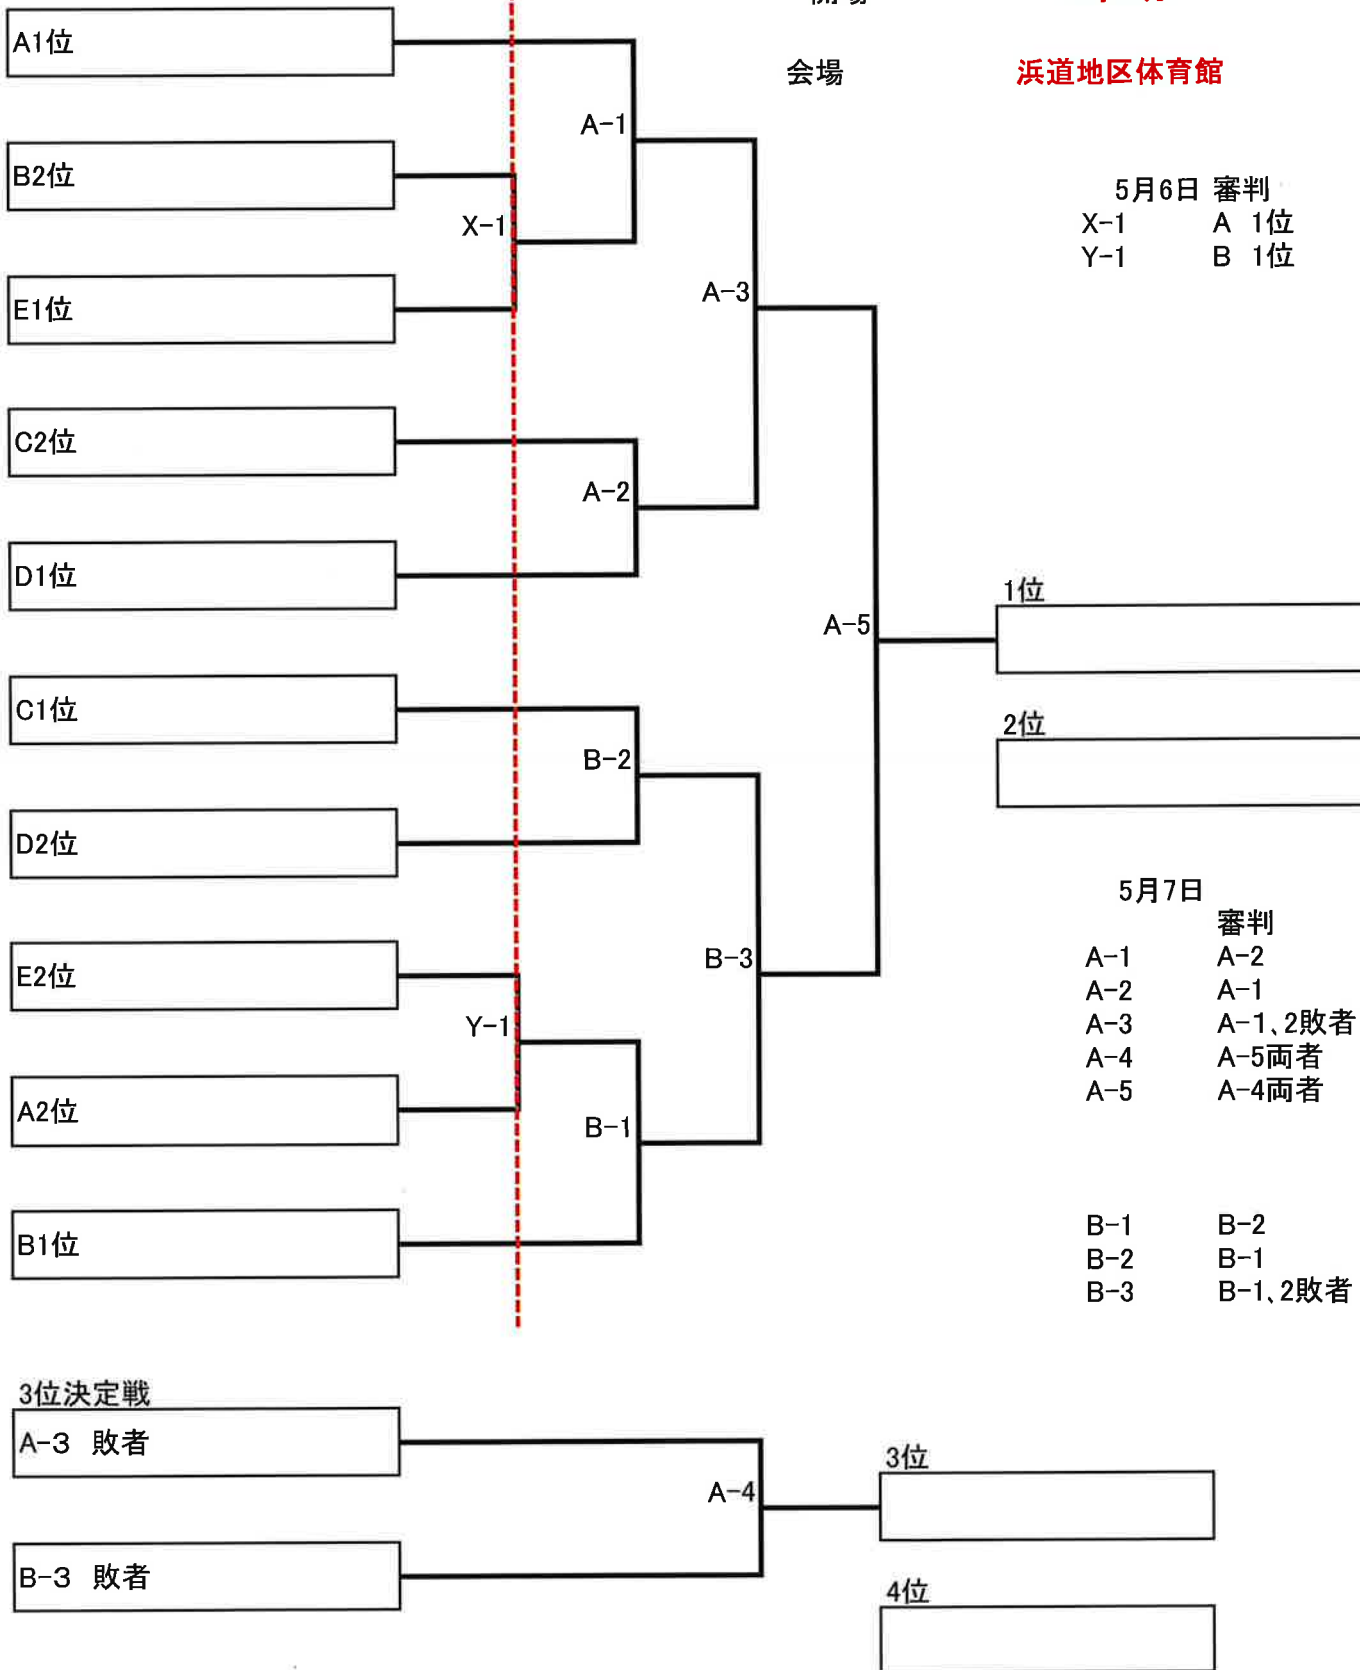 A1位
会場 浜道地区体育館
A-1
B2位
5月6日 審判
X-1 A 1位
X-1
Y-1 B 1位
E1位
A-3
C2位
A-2
D1位
1位
A-5
C1位
2位
B-2
D2位
5月7日
審判
A-1 A-2
A-2 A-1
A-3 A-1、2敗者
A-4 A-5両者
A-5 A-4両者
B-3
E2位
Y-1
A2位
B-1
B-1 B-2
B-2 B-1
B-3 B-1、2敗者
B1位
3位決定戦
A-3 敗者
A-4
3位
B-3 敗者
4位